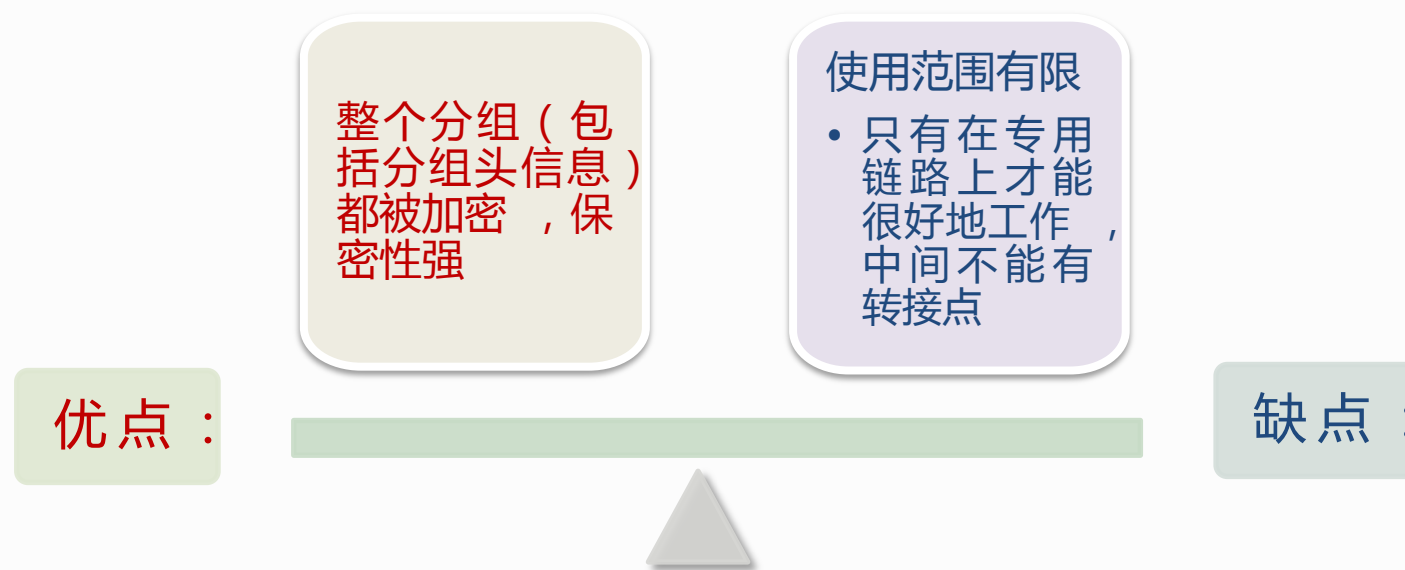 整个分组（包
括分组头信息）
都被加密，保
密性强
使用范围有限
• 只有在专用
链路上才能
很好地工作，
中间不能有
转接点
优点：
缺点：